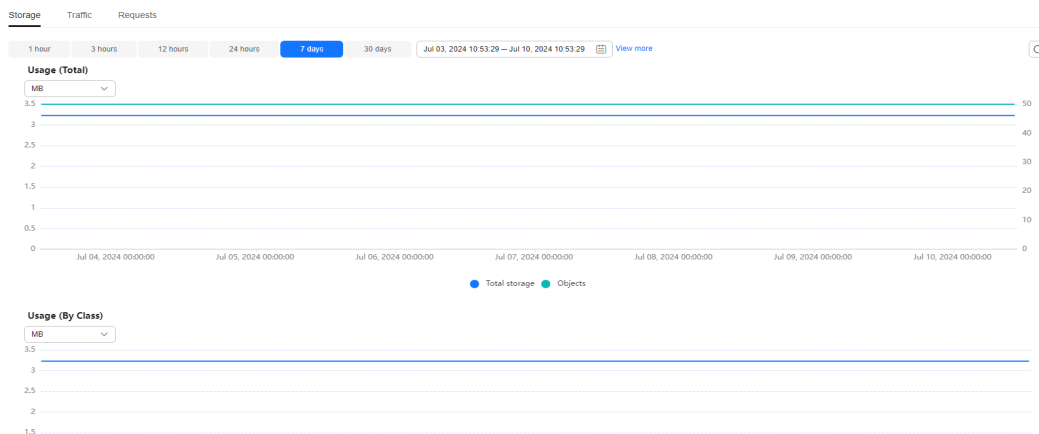 Storage Traffic Requests
1 hour 3 hours 12 hours 24 hours 7 days 30 days Jul 03, 2024 10:53:29 — Jul 10, 2024 10:53:29 View more
Usage (Total)
MB
3.5 50
3
40
2.5
2 30
1.5
20
1
10
0.5
0 0
Jul 04, 2024 00:00:00 Jul 05, 2024 00:00:00 Jul 06, 2024 00:00:00 Jul 07, 2024 00:00:00 Jul 08, 2024 00:00:00 Jul 09, 2024 00:00:00 Jul 10, 2024 00:00:00
Total storage Objects
Usage (By Class)
MB
3.5
3
2.5
2
1.5